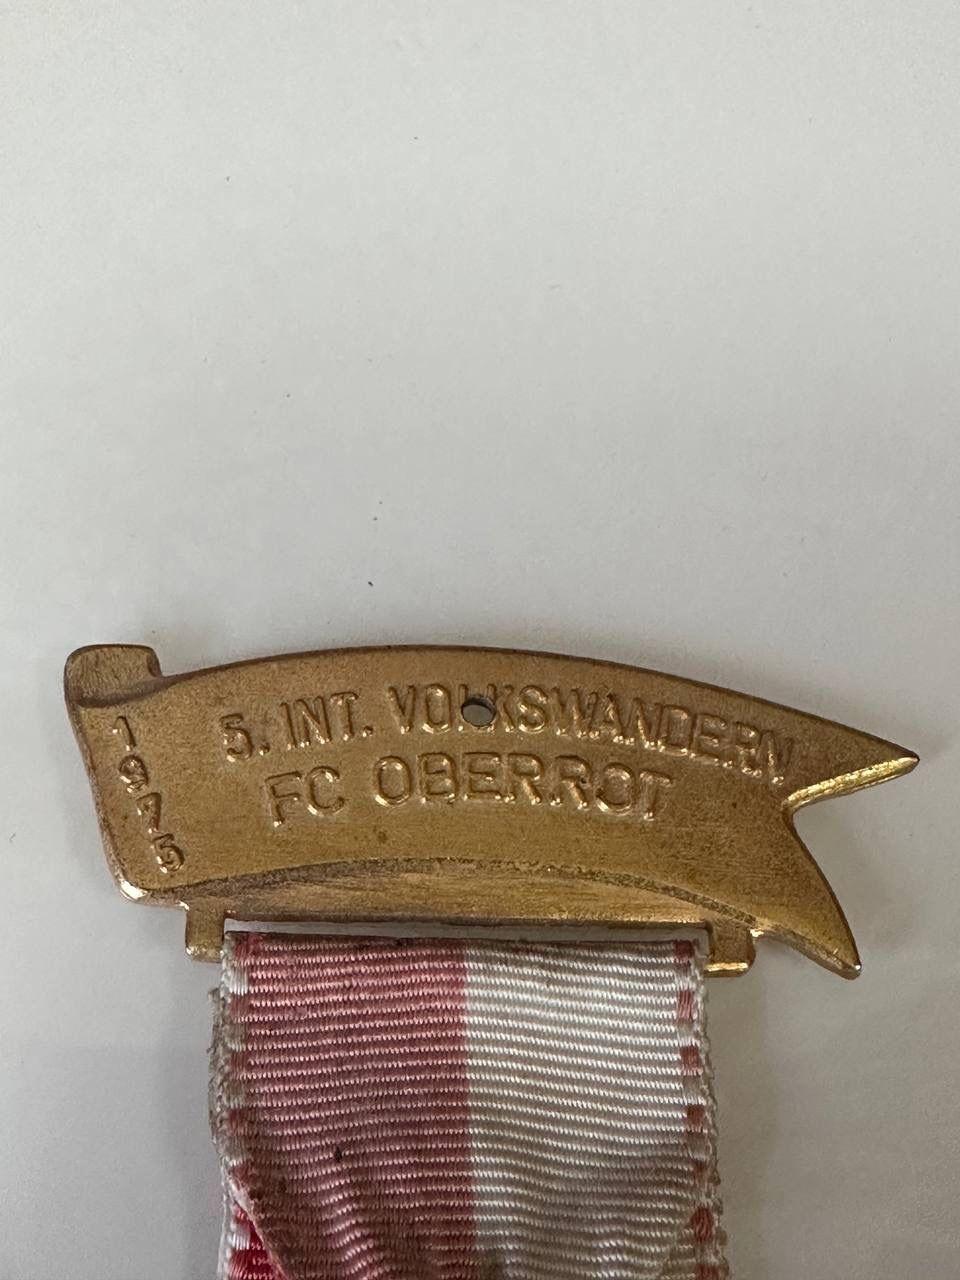 5. INT. VOLKSWANDERN
FC OBERROT
1975